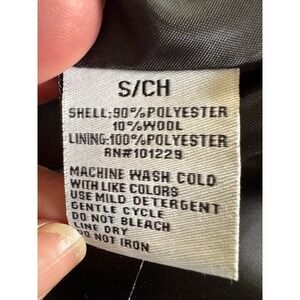 S/CH
SHELL:90%POLYESTER
10%WOOL
LINING:100%POLYESTER
RN#101229
MACHINE WASH COLD
WITH LIKE COLORS
USE MILD DETERGENT
GENTLE CYCLE
DO NOT BLEACH
LINE DRY
DO NOT IRON